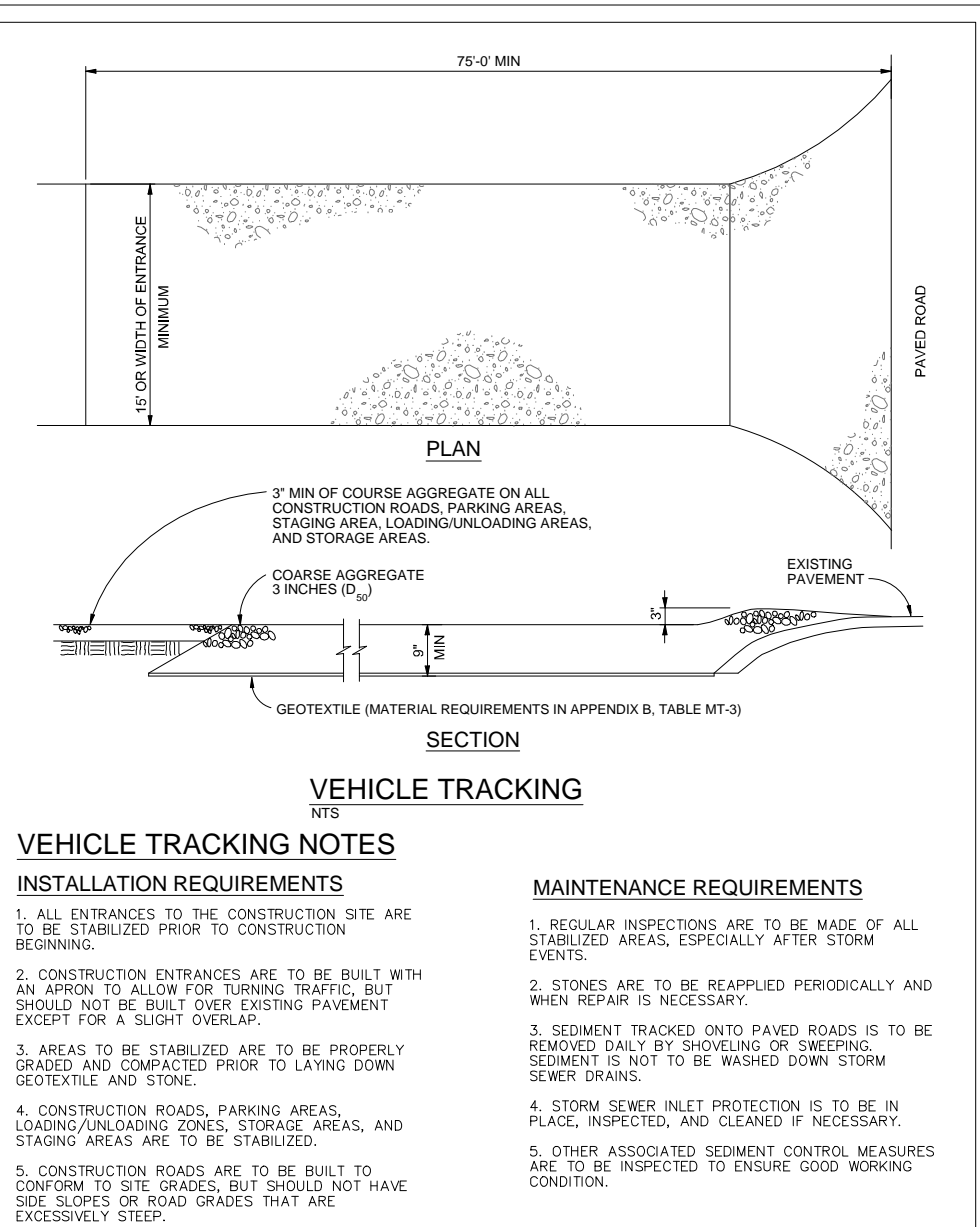 75'-0' MIN
15' OR WIDTH OF ENTRANCE
MINIMUM
PAVED ROAD
PLAN
3" MIN OF COURSE AGGREGATE ON ALL
CONSTRUCTION ROADS, PARKING AREAS,
STAGING AREA, LOADING/UNLOADING AREAS,
AND STORAGE AREAS.
COARSE AGGREGATE
3 INCHES (D50)
EXISTING
PAVEMENT
3"
9"
MIN
GEOTEXTILE (MATERIAL REQUIREMENTS IN APPENDIX B, TABLE MT-3)
SECTION
VEHICLE TRACKING
NTS
VEHICLE TRACKING NOTES
INSTALLATION REQUIREMENTS
1. ALL ENTRANCES TO THE CONSTRUCTION SITE ARE
TO BE STABILIZED PRIOR TO CONSTRUCTION
BEGINNING.
2. CONSTRUCTION ENTRANCES ARE TO BE BUILT WITH
AN APRON TO ALLOW FOR TURNING TRAFFIC, BUT
SHOULD NOT BE BUILT OVER EXISTING PAVEMENT
EXCEPT FOR A SLIGHT OVERLAP.
3. AREAS TO BE STABILIZED ARE TO BE PROPERLY
GRADED AND COMPACTED PRIOR TO LAYING DOWN
GEOTEXTILE AND STONE.
4. CONSTRUCTION ROADS, PARKING AREAS,
LOADING/UNLOADING ZONES, STORAGE AREAS, AND
STAGING AREAS ARE TO BE STABILIZED.
5. CONSTRUCTION ROADS ARE TO BE BUILT TO
CONFORM TO SITE GRADES, BUT SHOULD NOT HAVE
SIDE SLOPES OR ROAD GRADES THAT ARE
EXCESSIVELY STEEP.
MAINTENANCE REQUIREMENTS
1. REGULAR INSPECTIONS ARE TO BE MADE OF ALL
STABILIZED AREAS, ESPECIALLY AFTER STORM
EVENTS.
2. STONES ARE TO BE REAPPLIED PERIODICALLY AND
WHEN REPAIR IS NECESSARY.
3. SEDIMENT TRACKED ONTO PAVED ROADS IS TO BE
REMOVED DAILY BY SHOVELING OR SWEEPING.
SEDIMENT IS NOT TO BE WASHED DOWN STORM
SEWER DRAINS.
4. STORM SEWER INLET PROTECTION IS TO BE IN
PLACE, INSPECTED, AND CLEANED IF NECESSARY.
5. OTHER ASSOCIATED SEDIMENT CONTROL MEASURES
ARE TO BE INSPECTED TO ENSURE GOOD WORKING
CONDITION.